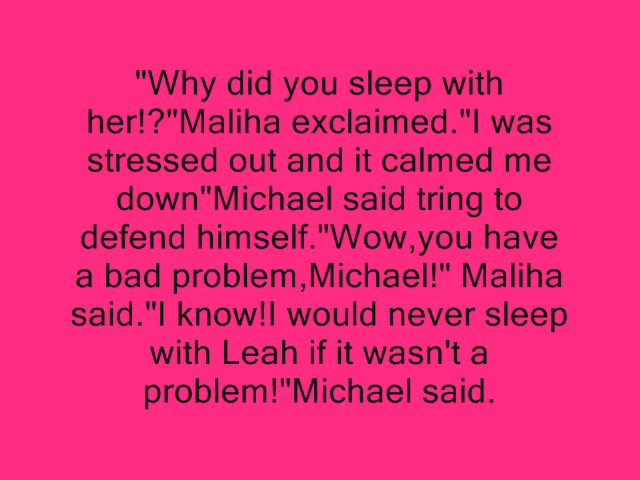 "Why did you sleep with
her!?"Maliha exclaimed."I was
stressed out and it calmed me
down"Michael said tring to
defend himself."Wow,you have
a bad problem,Michael!" Maliha
said."I know!I would never sleep
with Leah if it wasn't a
problem!"Michael said.